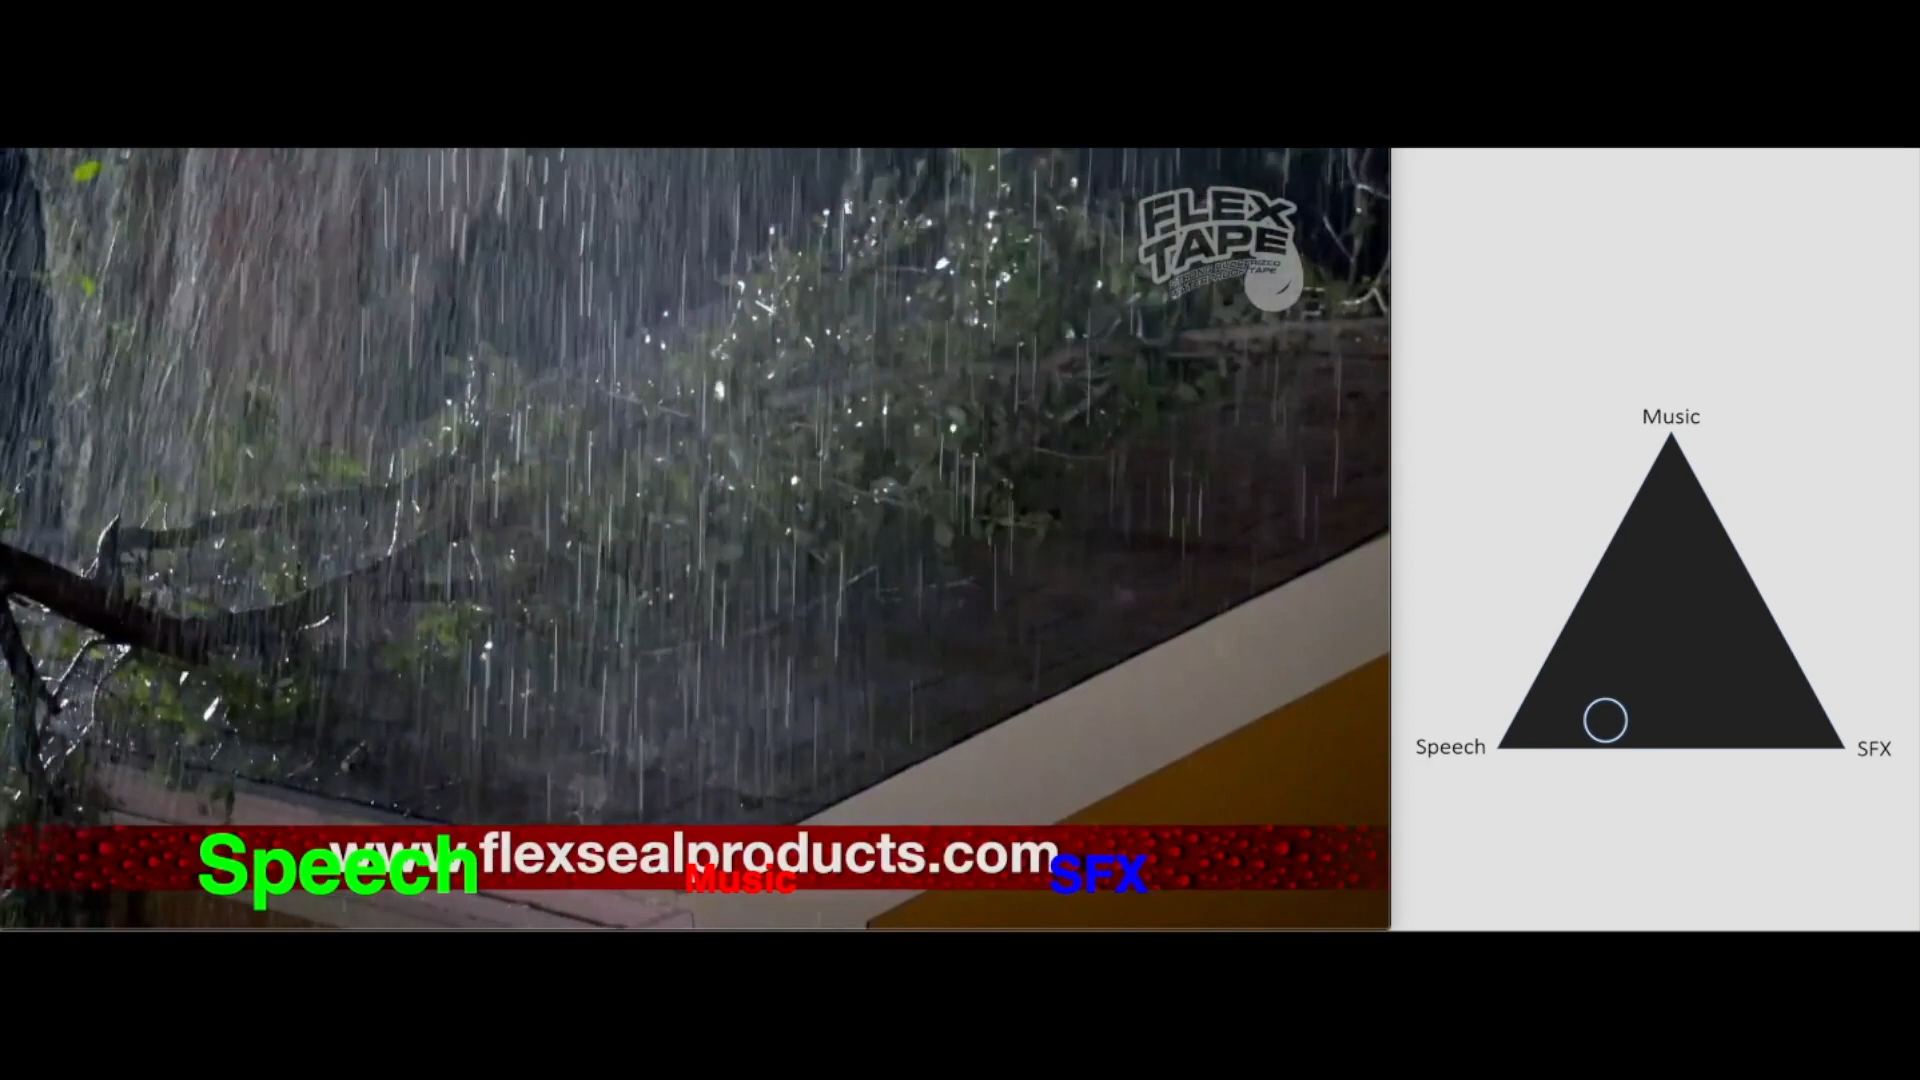 FLEX
TAPE
Music
Speech
SFX
www.flexsealproducts.com
Speech
Music
SFX